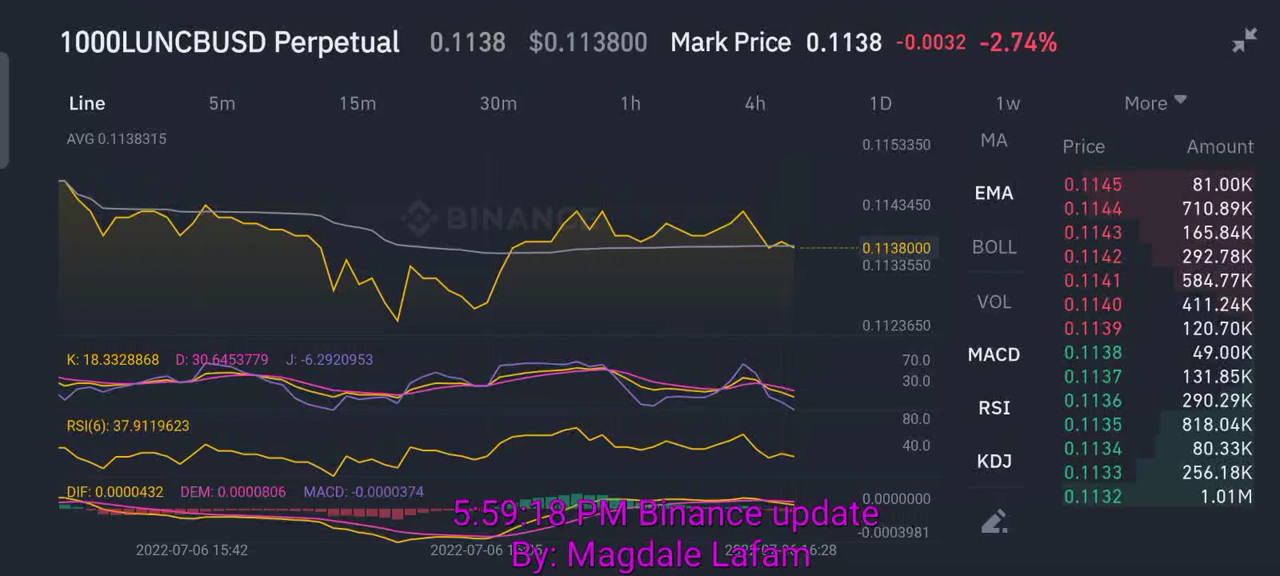 1000LUNCBUSD Perpetual 0.1138 $0.113800 Mark Price 0.1138 -0.0032 -2.74%
Line 5m 15m 30m 1h 4h 1D 1w More
AVG 0.1138315
0.1153350
0.1143450
0.1138000
0.1133550
0.1123650
BINANCE
K: 18.3328868 D: 30.6453779 J: -6.2920953
70.0
30.0
RSI(6): 37.9119623
80.0
40.0
DIF: 0.0000432 DEM: 0.0000806 MACD: -0.0000374
0.0000000
-0.0003981
2022-07-06 15:42 2022-07-06 16:28
MA
EMA
BOLL
VOL
MACD
RSI
KDJ
Price Amount
0.1145 81.00K
0.1144 710.89K
0.1143 165.84K
0.1142 292.78K
0.1141 584.77K
0.1140 411.24K
0.1139 120.70K
0.1138 49.00K
0.1137 131.85K
0.1136 290.29K
0.1135 818.04K
0.1134 80.33K
0.1133 256.18K
0.1132 1.01M
5:59:18 PM Binance update
By: Magdale Lafam